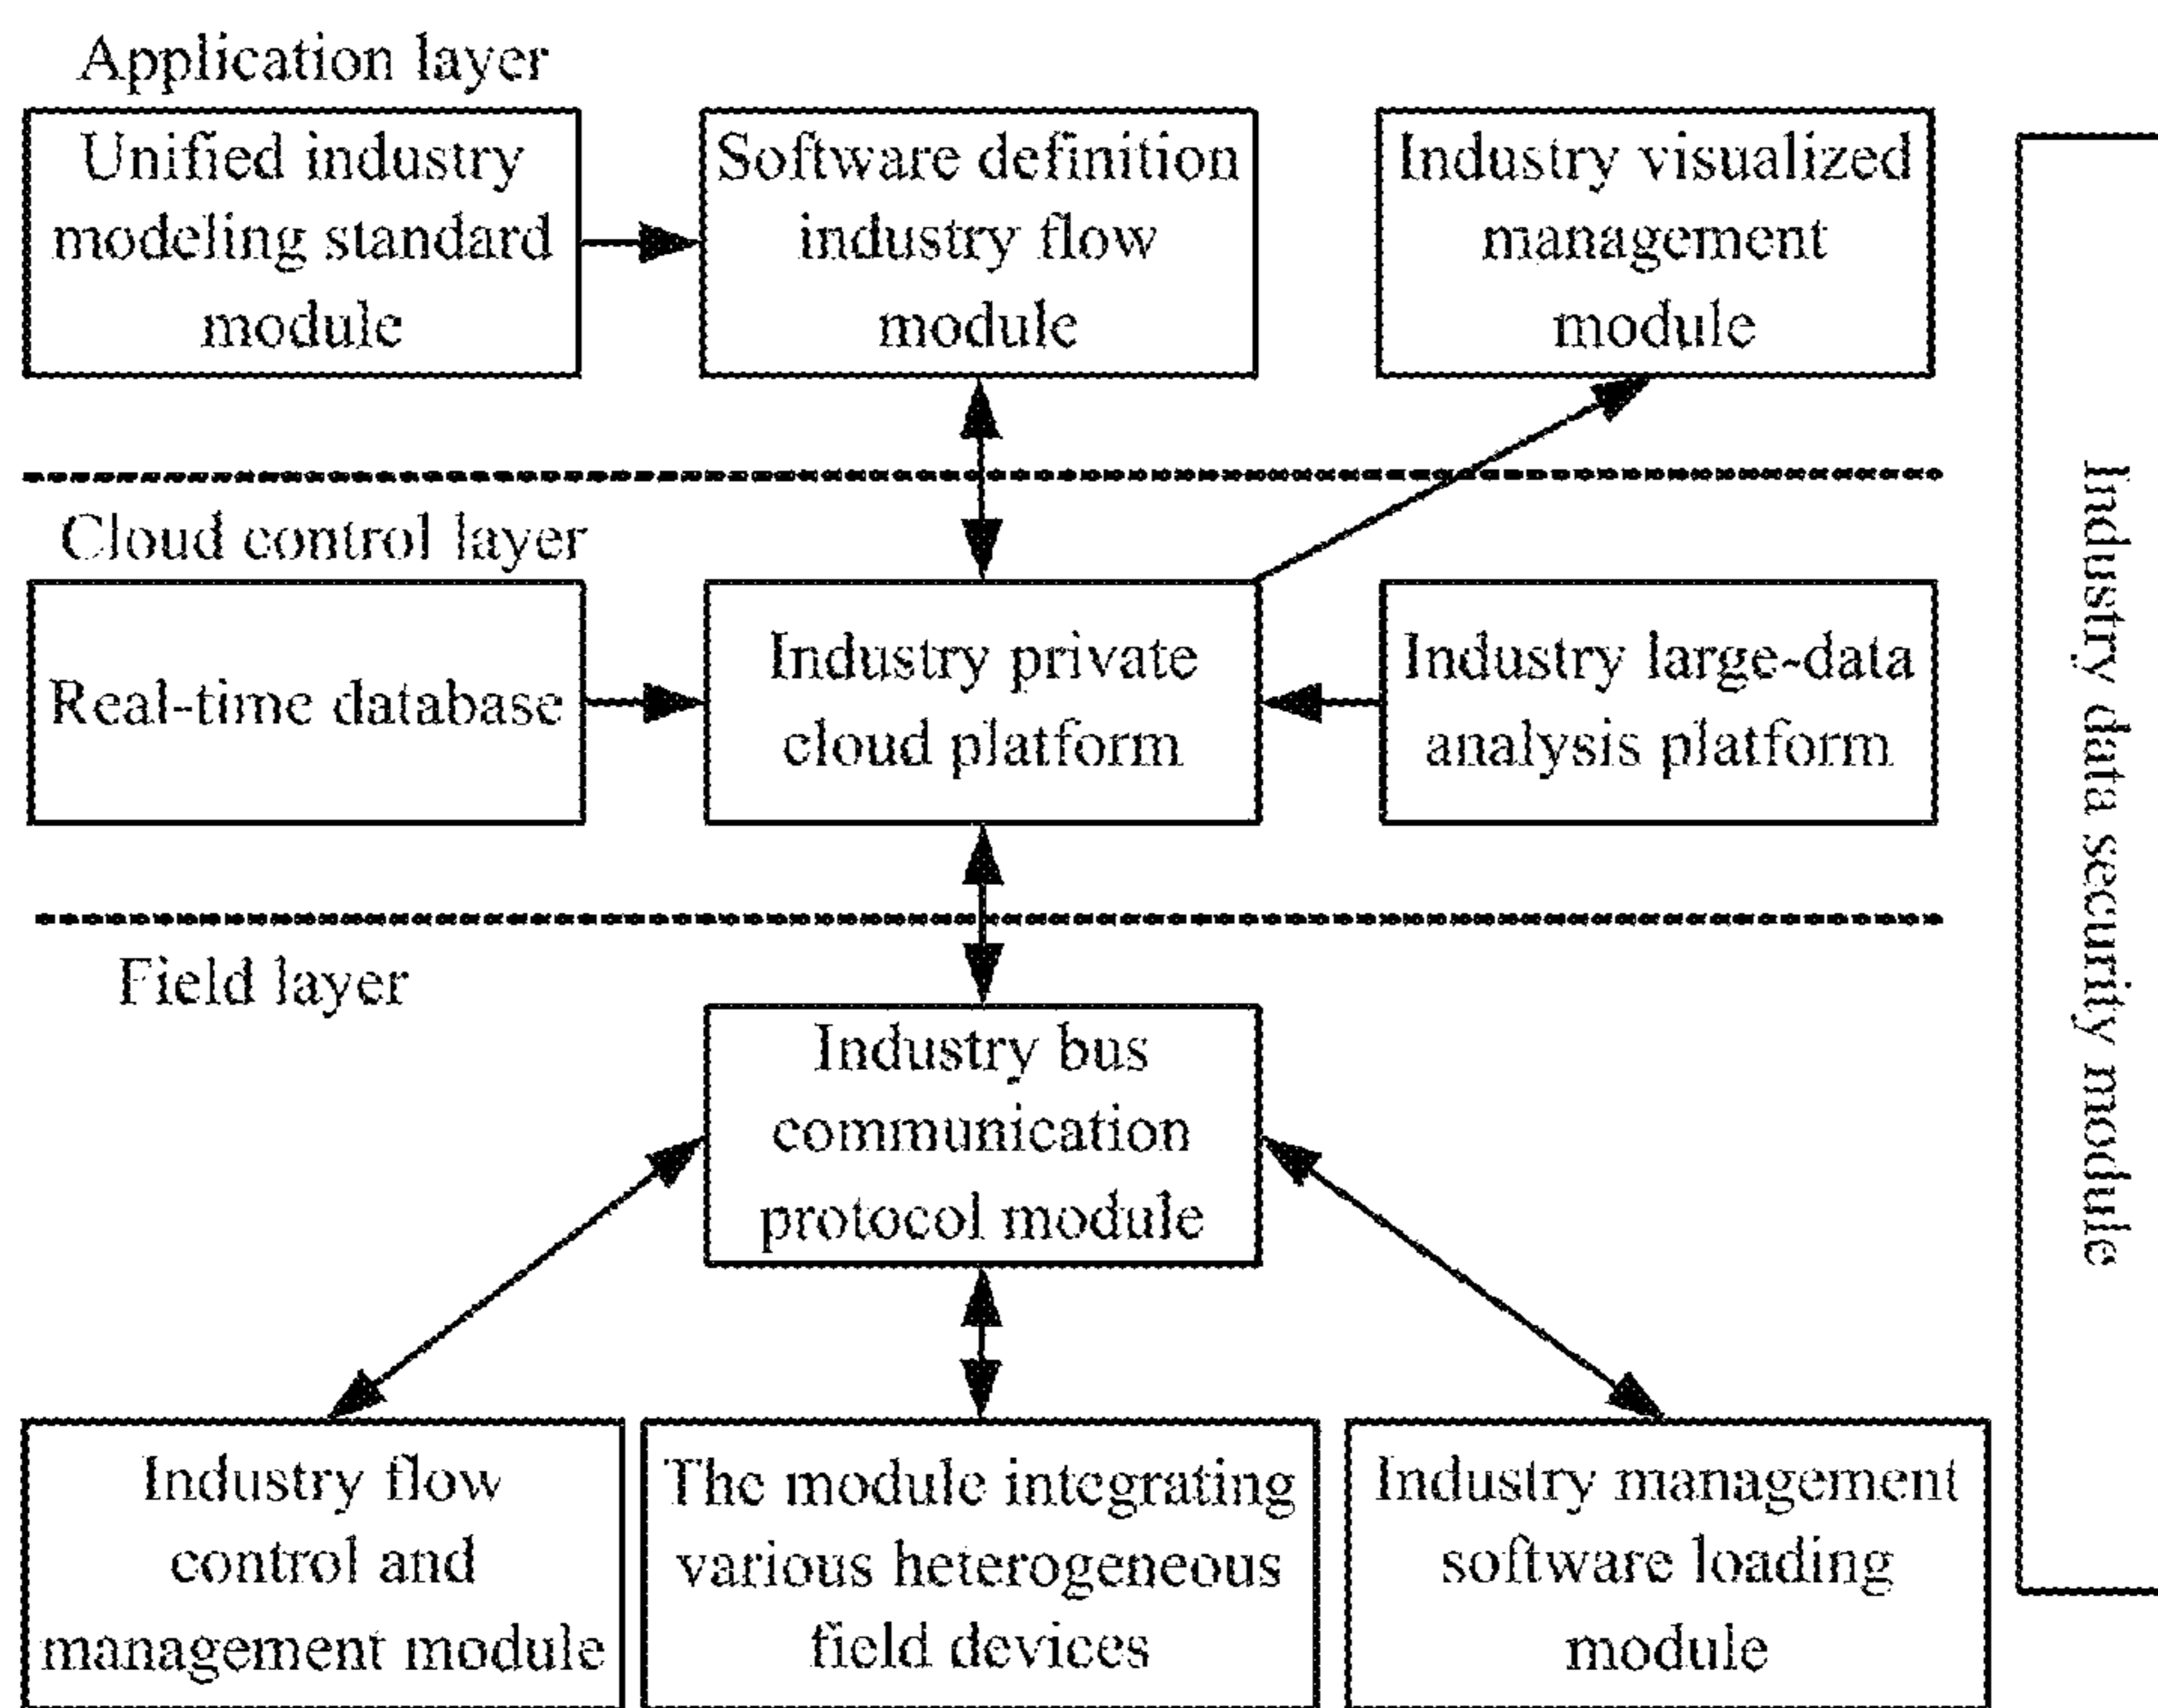 Application layer
Unified industry
modeling standard
module
Software definition
industry flow
module
Industry visualized
management
module
Cloud control layer
Real-time database
Industry private
cloud platform
Industry large-data
analysis platform
Field layer
Industry bus
communication
protocol module
Industry flow
control and
management module
The module integrating
various heterogeneous
field devices
Industry management
software loading
module
Industry data security module